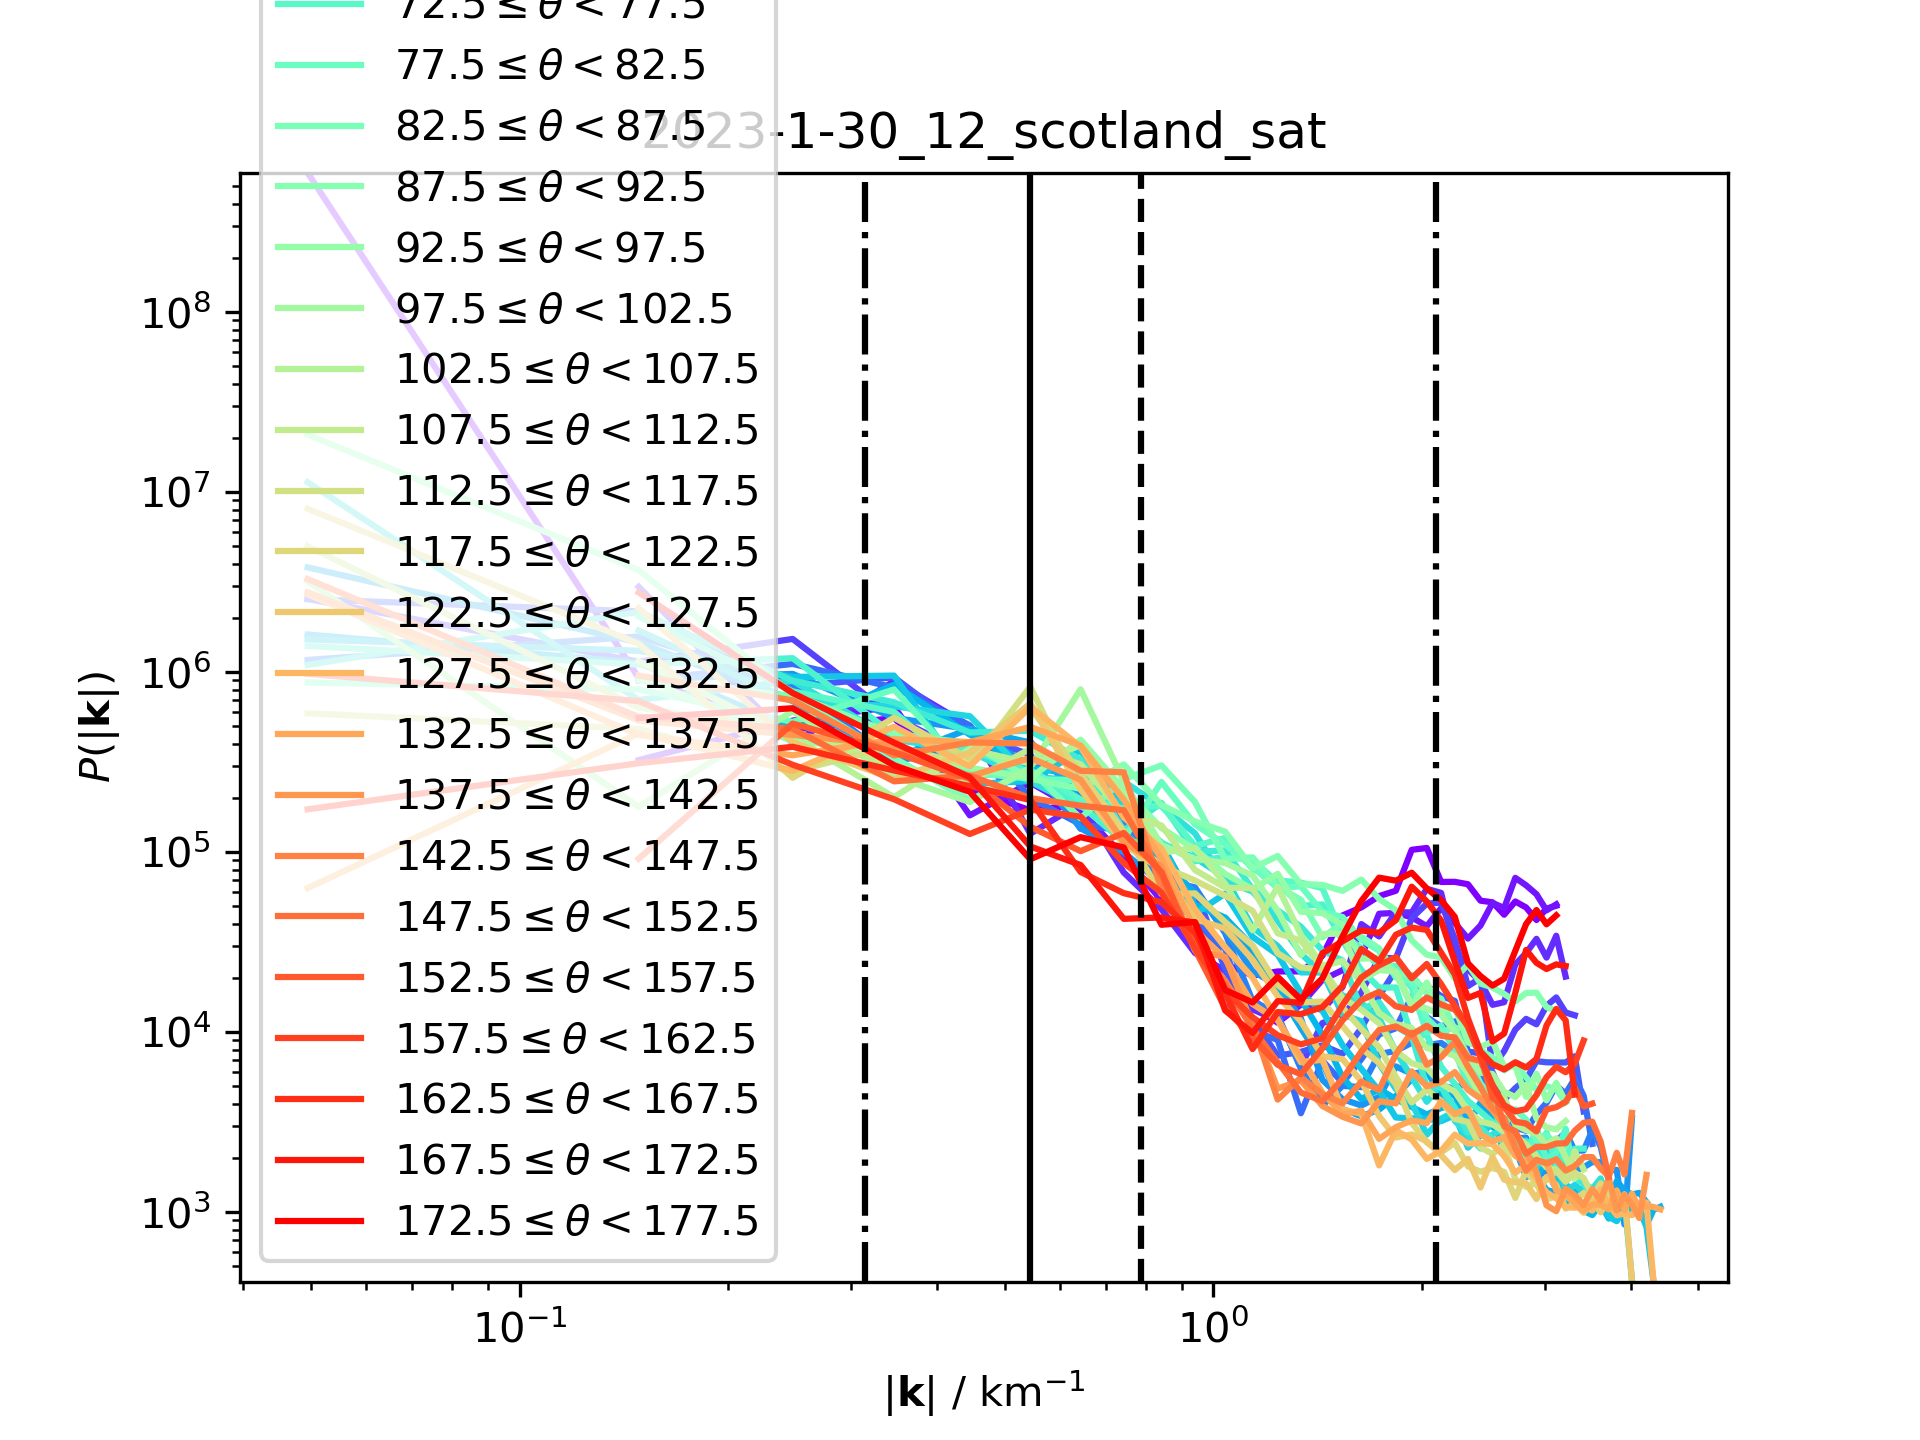 72.5 ≤ θ < 77.5
77.5 ≤ θ < 82.5
82.5 ≤ θ < 87.5
2023-1-30_12_scotland_sat
87.5 ≤ θ < 92.5
92.5 ≤ θ < 97.5
97.5 ≤ θ < 102.5
102.5 ≤ θ < 107.5
107.5 ≤ θ < 112.5
112.5 ≤ θ < 117.5
117.5 ≤ θ < 122.5
122.5 ≤ θ < 127.5
127.5 ≤ θ < 132.5
132.5 ≤ θ < 137.5
137.5 ≤ θ < 142.5
142.5 ≤ θ < 147.5
147.5 ≤ θ < 152.5
152.5 ≤ θ < 157.5
157.5 ≤ θ < 162.5
162.5 ≤ θ < 167.5
167.5 ≤ θ < 172.5
172.5 ≤ θ < 177.5
10⁸
10⁷
10⁶
10⁵
10⁴
10³
P(|k|)
10⁻¹
10⁰
|k| / km⁻¹